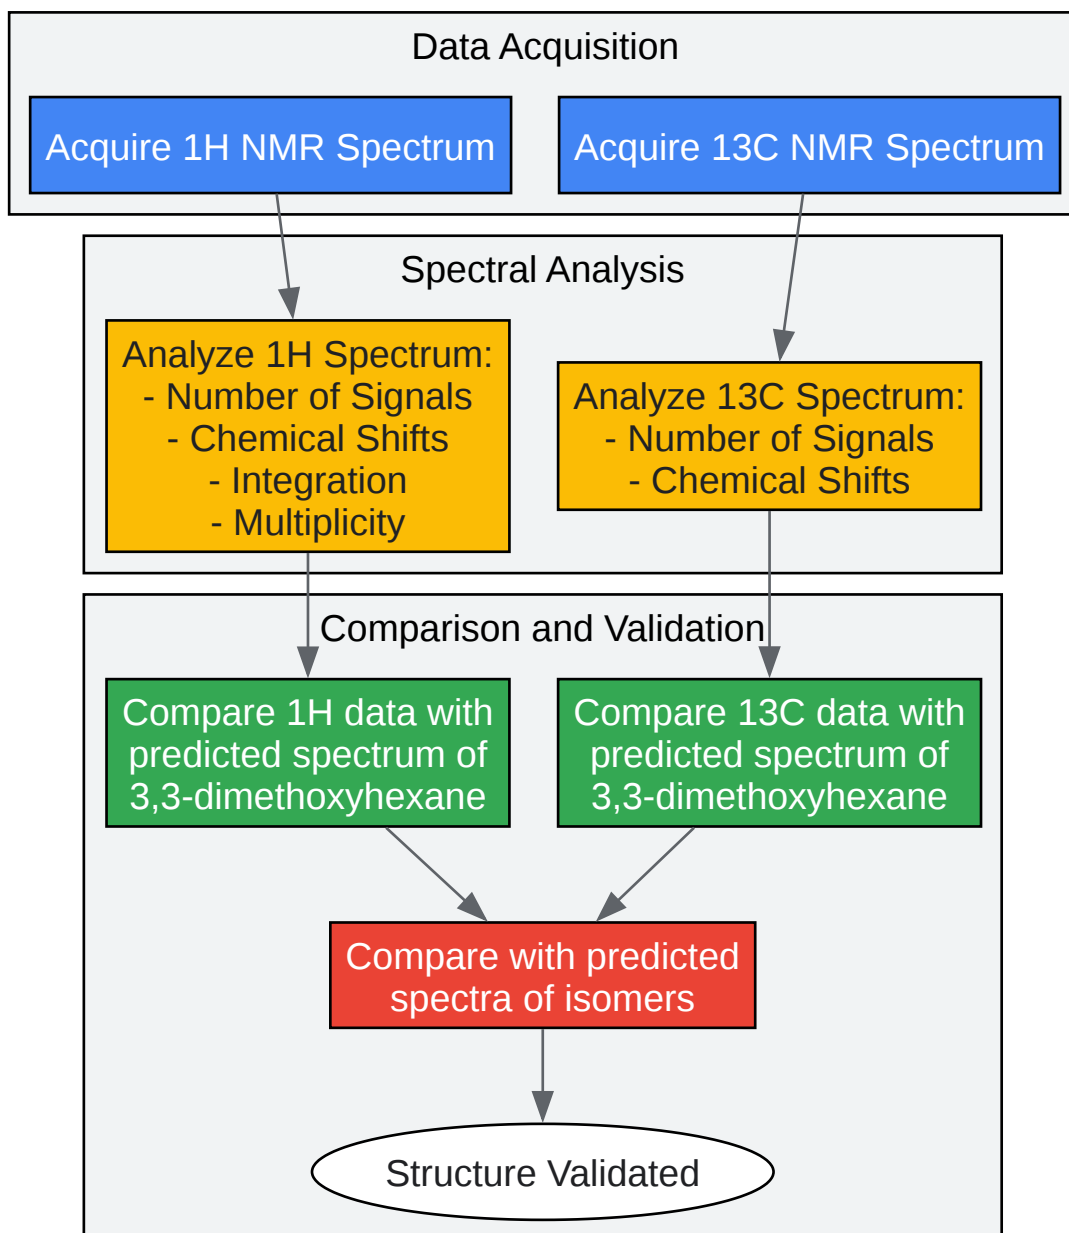 Data Acquisition
Acquire 1H NMR Spectrum
Acquire 13C NMR Spectrum
Spectral Analysis
Analyze 1H Spectrum:
- Number of Signals
- Chemical Shifts
- Integration
- Multiplicity
Analyze 13C Spectrum:
- Number of Signals
- Chemical Shifts
Comparison and Validation
Compare 1H data with
predicted spectrum of
3,3-dimethoxyhexane
Compare 13C data with
predicted spectrum of
3,3-dimethoxyhexane
Compare with predicted
spectra of isomers
Structure Validated